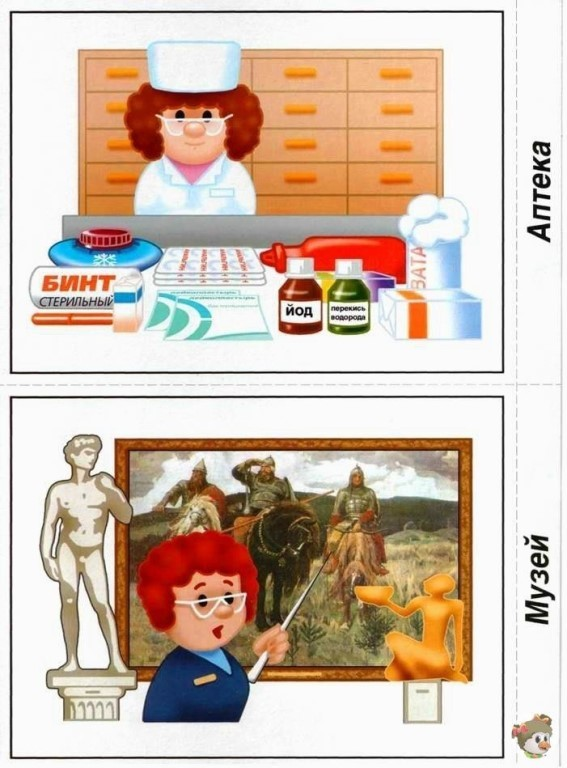 Аптека
БИНТ
СТЕРИЛЬНЫЙ
ЙОД
перекись
водорода
ВАТА
Музей